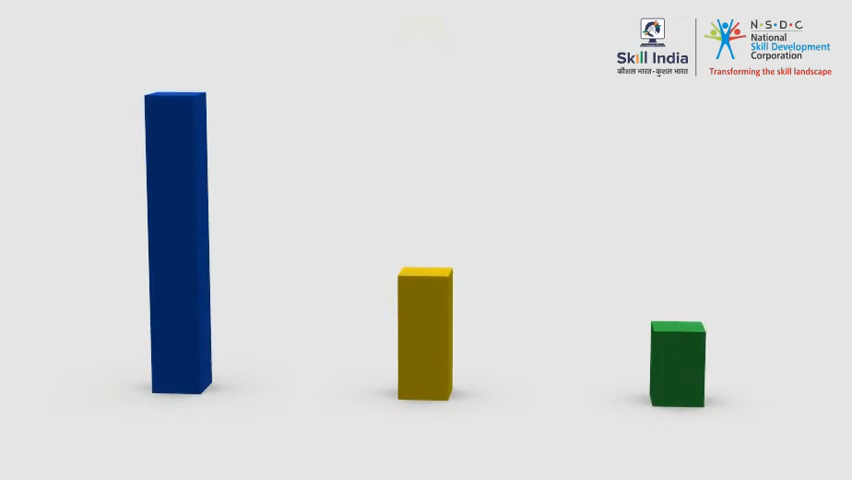 Skill India
कौशल भारत - कुशल भारत
N • S • D • C
National
Skill Development
Corporation
Transforming the skill landscape